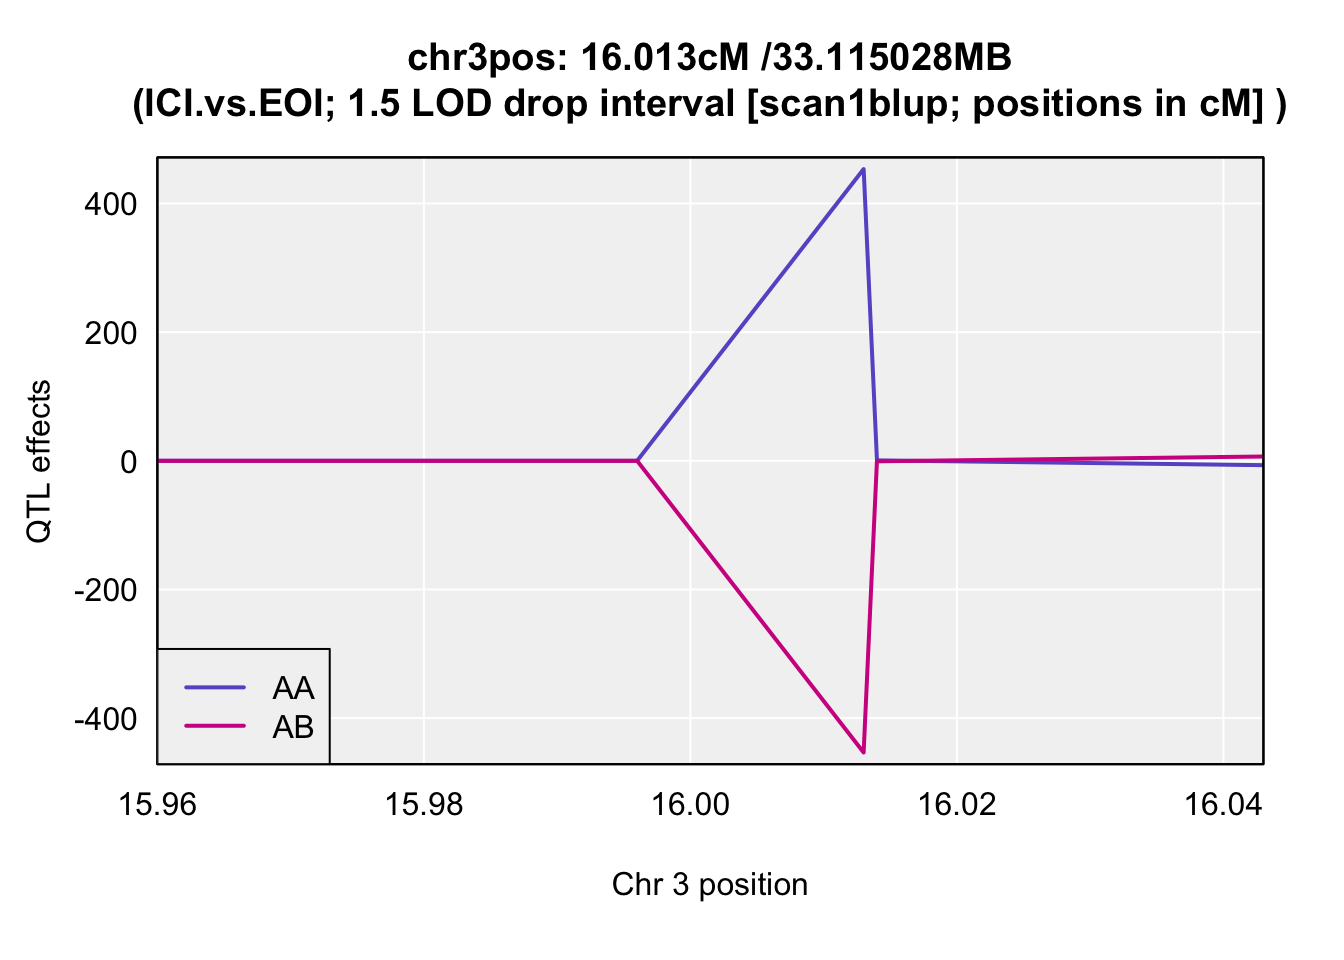 chr3pos: 16.013cM /33.115028MB
(ICI.vs.EOI; 1.5 LOD drop interval [scan1blup; positions in cM] )
QTL effects
400
200
0
-200
-400
AA
AB
15.96 15.98 16.00 16.02 16.04
Chr 3 position